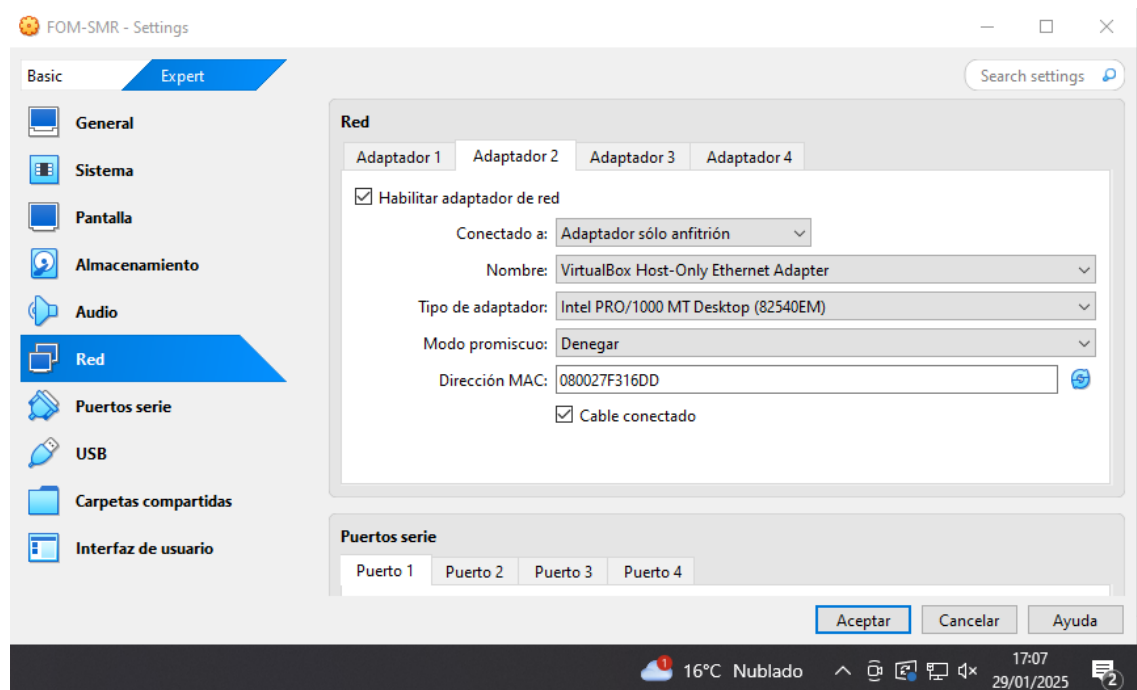 FOM-SMR - Settings
Basic Expert Search settings
General
Sistema
Pantalla
Almacenamiento
Audio
Red
Puertos serie
USB
Carpetas compartidas
Interfaz de usuario
Red
Adaptador 1 Adaptador 2 Adaptador 3 Adaptador 4
Habilitar adaptador de red
Conectado a: Adaptador sólo anfitrión
Nombre: VirtualBox Host-Only Ethernet Adapter
Tipo de adaptador: Intel PRO/1000 MT Desktop (82540EM)
Modo promiscuo: Denegar
Dirección MAC: 080027F316DD
Cable conectado
Puertos serie
Puerto 1 Puerto 2 Puerto 3 Puerto 4
Aceptar Cancelar Ayuda
1 16°C Nublado 17:07
29/01/2025 2